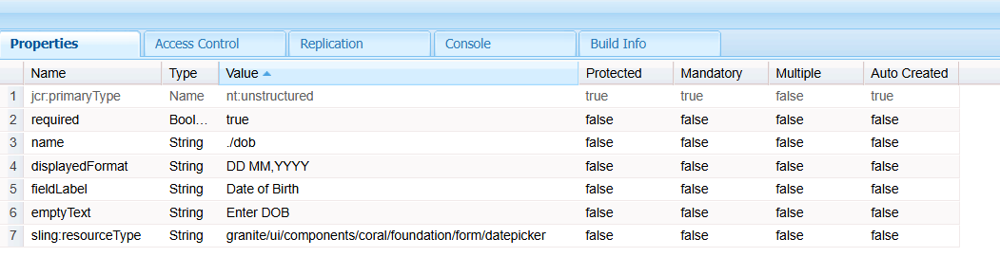 Properties Access Control Replication Console Build Info
Name Type Value Protected Mandatory Multiple Auto Created
1 jcr:primaryType Name nt:unstructured true true false true
2 required Bool... true false false false false
3 name String ./dob false false false false
4 displayedFormat String DD MM,YYYY false false false false
5 fieldLabel String Date of Birth false false false false
6 emptyText String Enter DOB false false false false
7 sling:resourceType String granite/ui/components/coral/foundation/form/datepicker false false false false